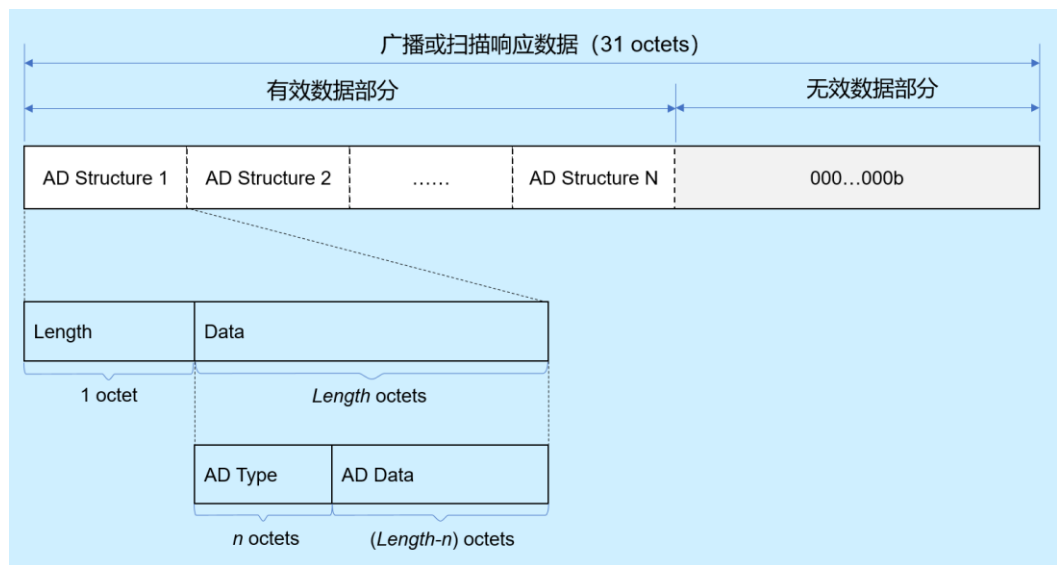 广播或扫描响应数据（31 octets）
有效数据部分 无效数据部分
AD Structure 1 AD Structure 2 …… AD Structure N 000…000b
Length Data
1 octet Length octets
AD Type AD Data
n octets (Length-n) octets